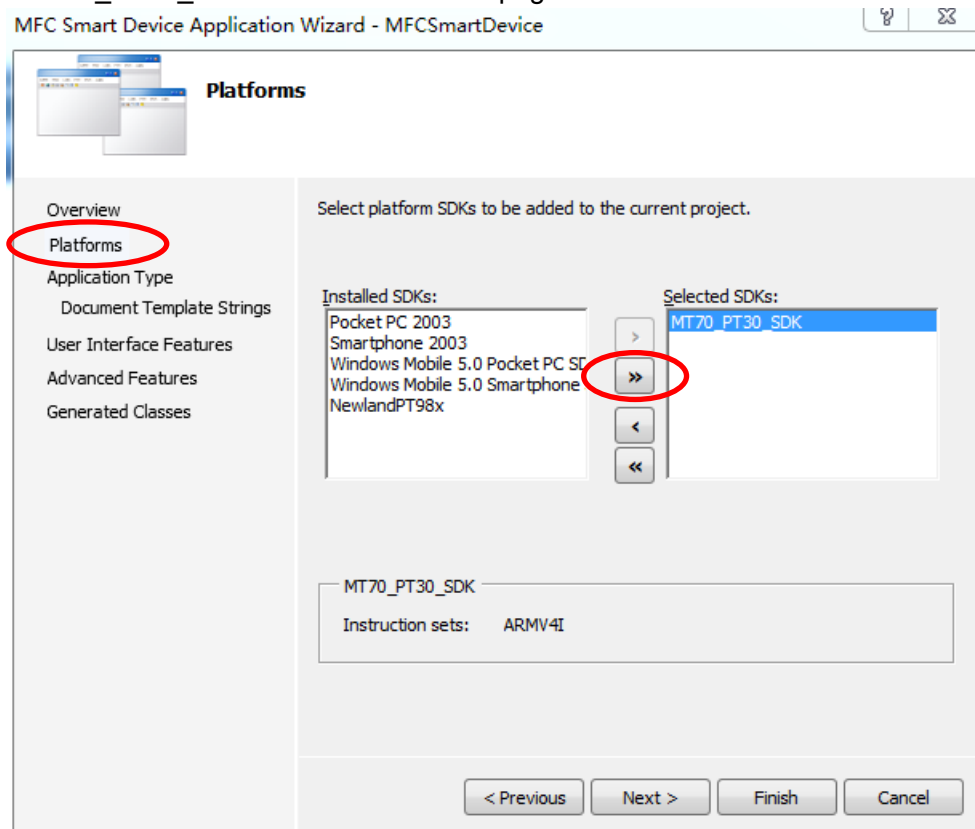 MFC Smart Device Application Wizard - MFCSmartDevice
Platforms
Overview
Platforms
Application Type
Document Template Strings
User Interface Features
Advanced Features
Generated Classes
Select platform SDKs to be added to the current project.
Installed SDKs:
Pocket PC 2003
Smartphone 2003
Windows Mobile 5.0 Pocket PC SD
Windows Mobile 5.0 Smartphone
NewlandPT98x
>
»
<
«
Selected SDKs:
MT70_PT30_SDK
MT70_PT30_SDK
Instruction sets: ARMV4I
< Previous Next > Finish Cancel